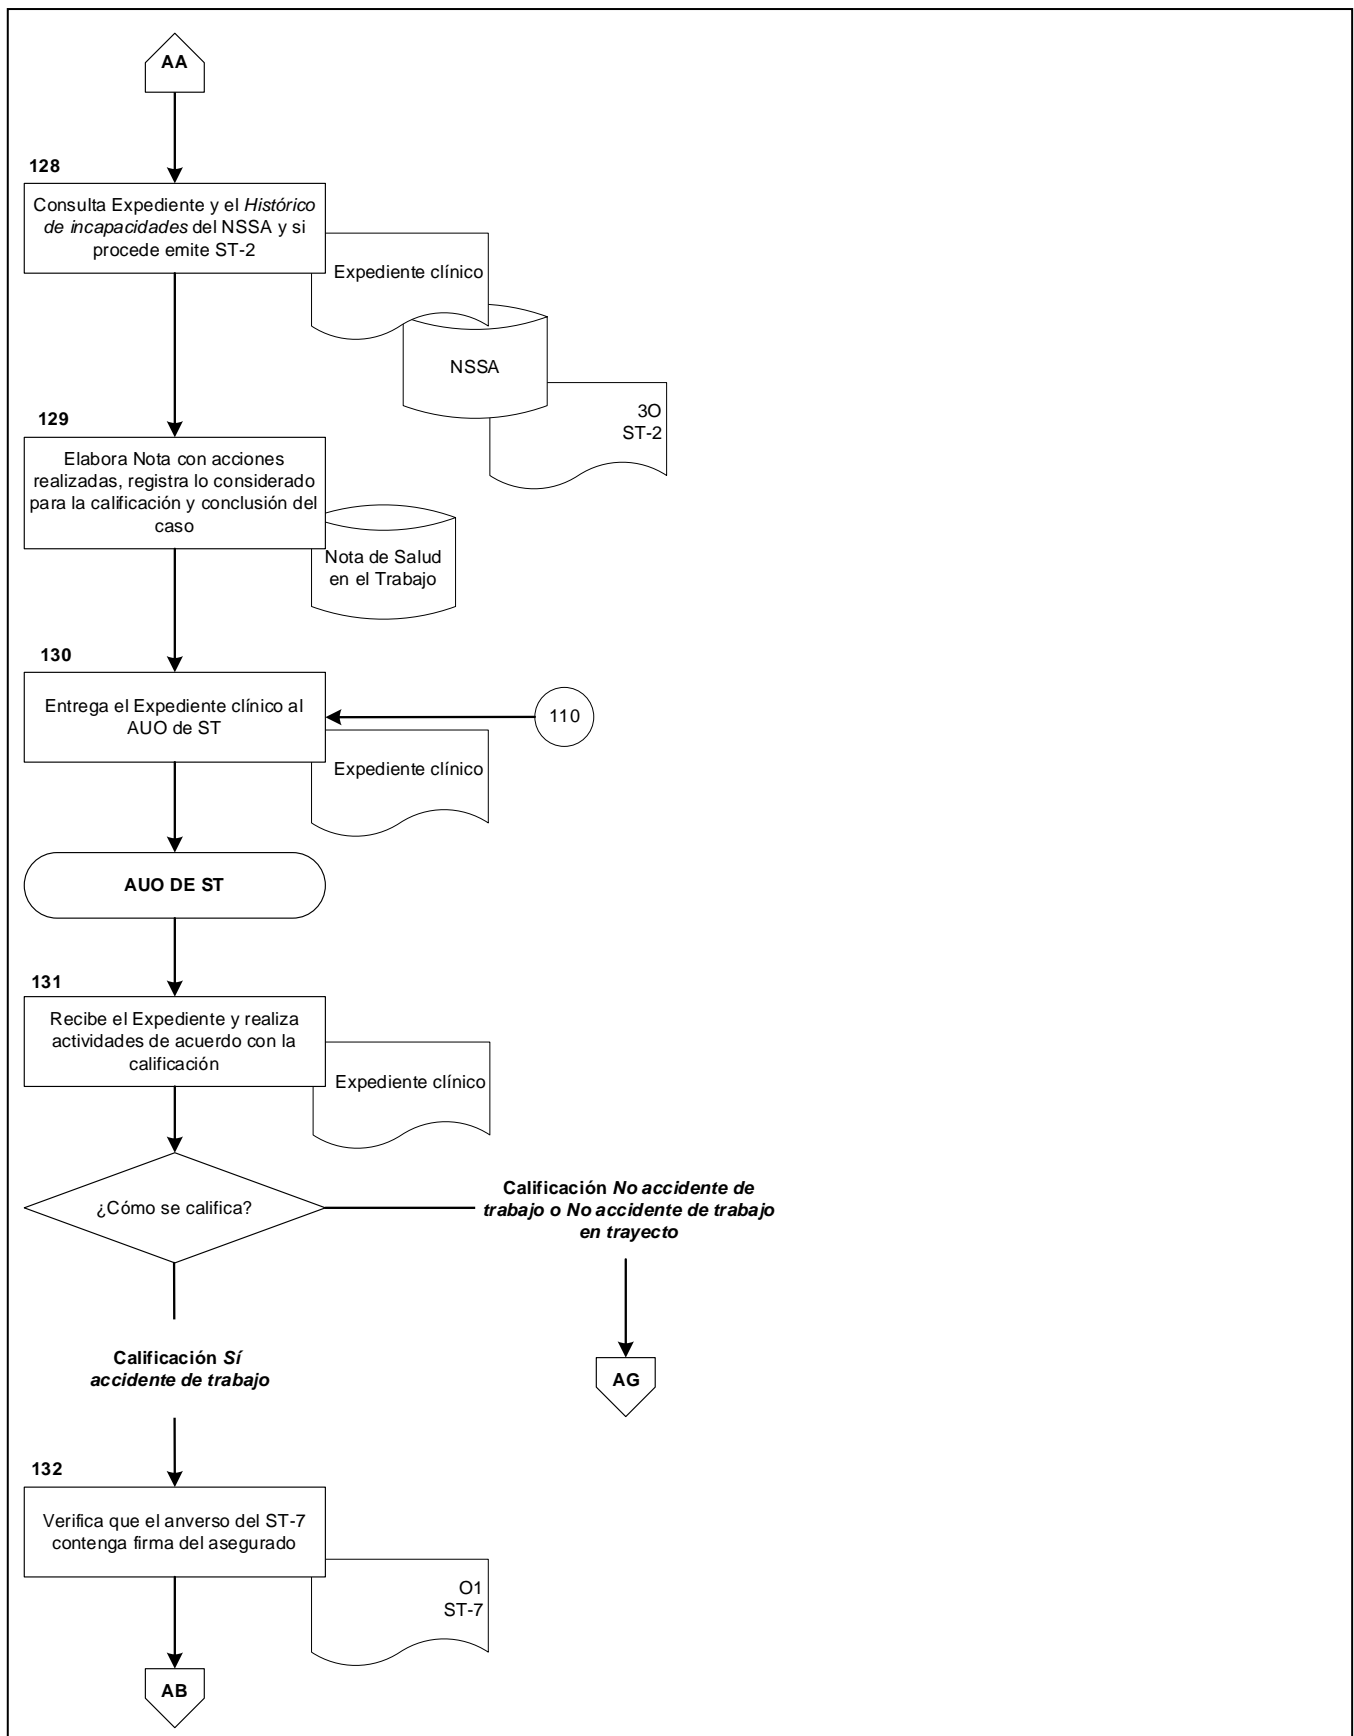 AA
128
Consulta Expediente y el Histórico
de incapacidades del NSSA y si
procede emite ST-2
Expediente clínico
NSSA
3O
ST-2
129
Elabora Nota con acciones
realizadas, registra lo considerado
para la calificación y conclusión del
caso
Nota de Salud
en el Trabajo
130
Entrega el Expediente clínico al
AUO de ST
110
Expediente clínico
AUO DE ST
131
Recibe el Expediente y realiza
actividades de acuerdo con la
calificación
Expediente clínico
¿Cómo se califica?
Calificación No accidente de
trabajo o No accidente de trabajo
en trayecto
Calificación Sí
accidente de trabajo
AG
132
Verifica que el anverso del ST-7
contenga firma del asegurado
O1
ST-7
AB